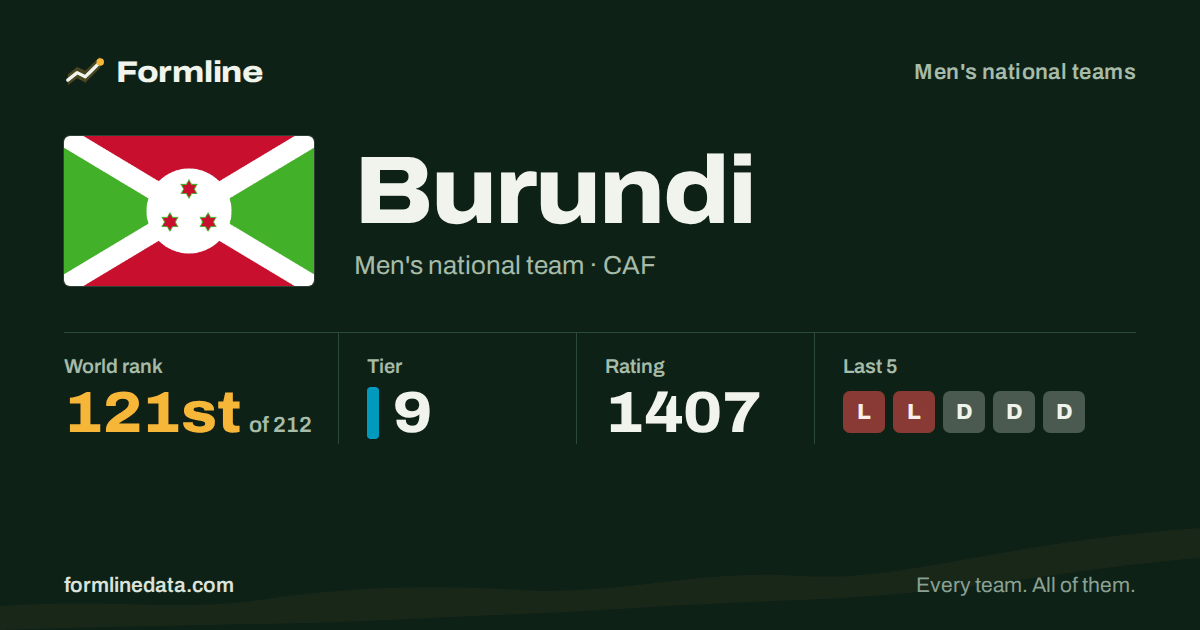 Formline
Men's national teams
Burundi
Men's national team · CAF
World rank
121st of 212
Tier
9
Rating
1407
Last 5
L L D D D
formlinedata.com
Every team. All of them.